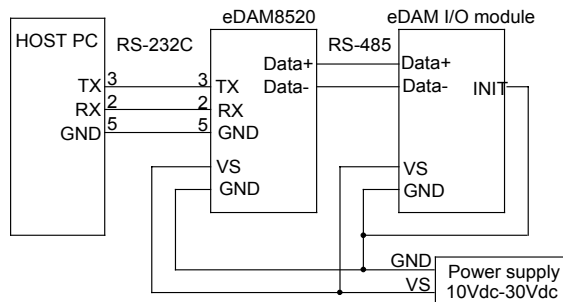 eDAM8520
eDAM I/O module
HOST PC
RS-232C
RS-485
Data+
Data+
TX
3
3
TX
Data-
Data-
INIT
RX
2
2
RX
GND
5
5
GND
VS
VS
GND
GND
GND
VS
Power supply
10Vdc-30Vdc